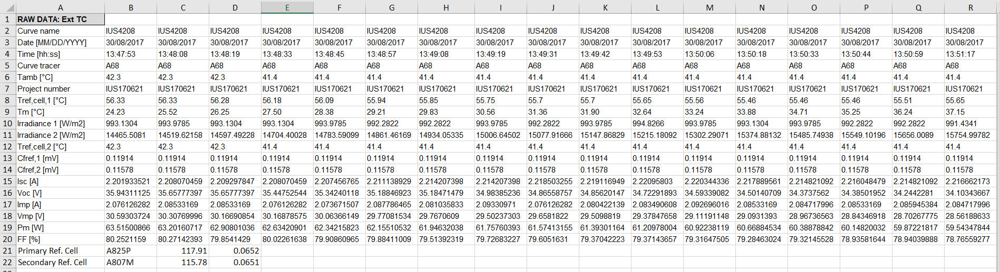 A B C D E F G H I J K L M N O P Q R
1 RAW DATA: Ext TC
2 Curve name IUS4208 IUS4208 IUS4208 IUS4208 IUS4208 IUS4208 IUS4208 IUS4208 IUS4208 IUS4208 IUS4208 IUS4208 IUS4208 IUS4208 IUS4208 IUS4208 IUS4208
3 Date [MM/DD/YYYY] 30/08/2017 30/08/2017 30/08/2017 30/08/2017 30/08/2017 30/08/2017 30/08/2017 30/08/2017 30/08/2017 30/08/2017 30/08/2017 30/08/2017 30/08/2017 30/08/2017 30/08/2017 30/08/2017 30/08/2017
4 Time [hh:ss] 13:47:53 13:48:08 13:48:19 13:48:33 13:48:45 13:48:57 13:49:08 13:49:19 13:49:31 13:49:42 13:49:53 13:50:06 13:50:18 13:50:33 13:50:44 13:50:59 13:51:17
5 Curve tracer A68 A68 A68 A68 A68 A68 A68 A68 A68 A68 A68 A68 A68 A68 A68 A68 A68
6 Tamb [°C] 42.3 42.3 42.3 41.4 41.4 41.4 41.4 41.4 41.4 41.4 41.4 41.4 41.4 41.4 41.4 41.4 41.4
7 Project number IUS170621 IUS170621 IUS170621 IUS170621 IUS170621 IUS170621 IUS170621 IUS170621 IUS170621 IUS170621 IUS170621 IUS170621 IUS170621 IUS170621 IUS170621 IUS170621 IUS170621
8 Tref,cell,1 [°C] 56.33 56.33 56.28 56.18 56.09 55.94 55.85 55.75 55.7 55.7 55.65 55.56 55.46 55.46 55.46 55.51 55.65
9 Tm [°C] 24.23 25.52 26.25 27.50 28.38 29.21 29.83 30.56 31.36 31.90 32.64 33.24 33.88 34.71 35.25 36.24 37.15
10 Irradiance 1 [W/m2] 993.1304 993.9785 993.1304 993.1304 993.9785 992.2822 992.2822 993.9785 992.2822 993.9785 994.8266 993.9785 993.1304 993.9785 992.2822 992.2822 991.4341
11 Irradiance 2 [W/m2] 14465.5081 14519.62158 14597.49228 14704.40028 14783.59099 14861.46169 14934.05335 15006.64502 15077.91666 15147.86829 15215.18092 15302.29071 15374.88132 15485.74938 15549.10196 15656.0089 15754.99782
12 Tref,cell,2 [°C] 42.3 42.3 42.3 41.4 41.4 41.4 41.4 41.4 41.4 41.4 41.4 41.4 41.4 41.4 41.4 41.4 41.4
13 Cfref,1 [mV] 0.11914 0.11914 0.11914 0.11914 0.11914 0.11914 0.11914 0.11914 0.11914 0.11914 0.11914 0.11914 0.11914 0.11914 0.11914 0.11914 0.11914
14 Cfref,2 [mV] 0.11578 0.11578 0.11578 0.11578 0.11578 0.11578 0.11578 0.11578 0.11578 0.11578 0.11578 0.11578 0.11578 0.11578 0.11578 0.11578 0.11578
15 Isc [A] 2.201933521 2.208070459 2.209297847 2.208070459 2.207456765 2.211138929 2.214207398 2.214207398 2.218503255 2.219116949 2.22095803 2.220344336 2.217889561 2.214821092 2.216048479 2.214821092 2.216662173
16 Voc [V] 35.94311125 35.65777397 35.65777397 35.44752544 35.34240118 35.18846923 35.18471479 34.98385236 34.86558757 34.85620147 34.72291893 34.59339082 34.50140709 34.3737562 34.38501952 34.2442281 34.10343667
17 Imp [A] 2.076126282 2.08533169 2.08533169 2.076126282 2.073671507 2.087786465 2.081035833 2.09330971 2.076126282 2.080422139 2.083490608 2.092696016 2.08533169 2.084717996 2.08533169 2.085945384 2.084717996
18 Vmp [V] 30.59303724 30.30769996 30.16690854 30.16878575 30.06366149 29.77081534 29.7670609 29.50237303 29.6581822 29.5098819 29.37847658 29.11191148 29.0931393 28.96736563 28.84346918 28.70267775 28.56188633
19 Pm [W] 63.51500866 63.20160717 62.90801036 62.63420901 62.34215823 62.15510532 61.94632038 61.75760393 61.57413155 61.39301164 61.20978004 60.92238119 60.66884534 60.38878842 60.14820032 59.87221817 59.54347844
20 FF [%] 80.2521159 80.27142393 79.8541429 80.02261638 79.90860965 79.88411009 79.51392319 79.72683227 79.6051631 79.37042223 79.37143657 79.31647505 79.28463024 79.32145528 78.93581644 78.94039888 78.76559277
21 Primary Ref. Cell A825P 117.91 0.0652
22 Secondary Ref. Cell A807M 115.78 0.0651